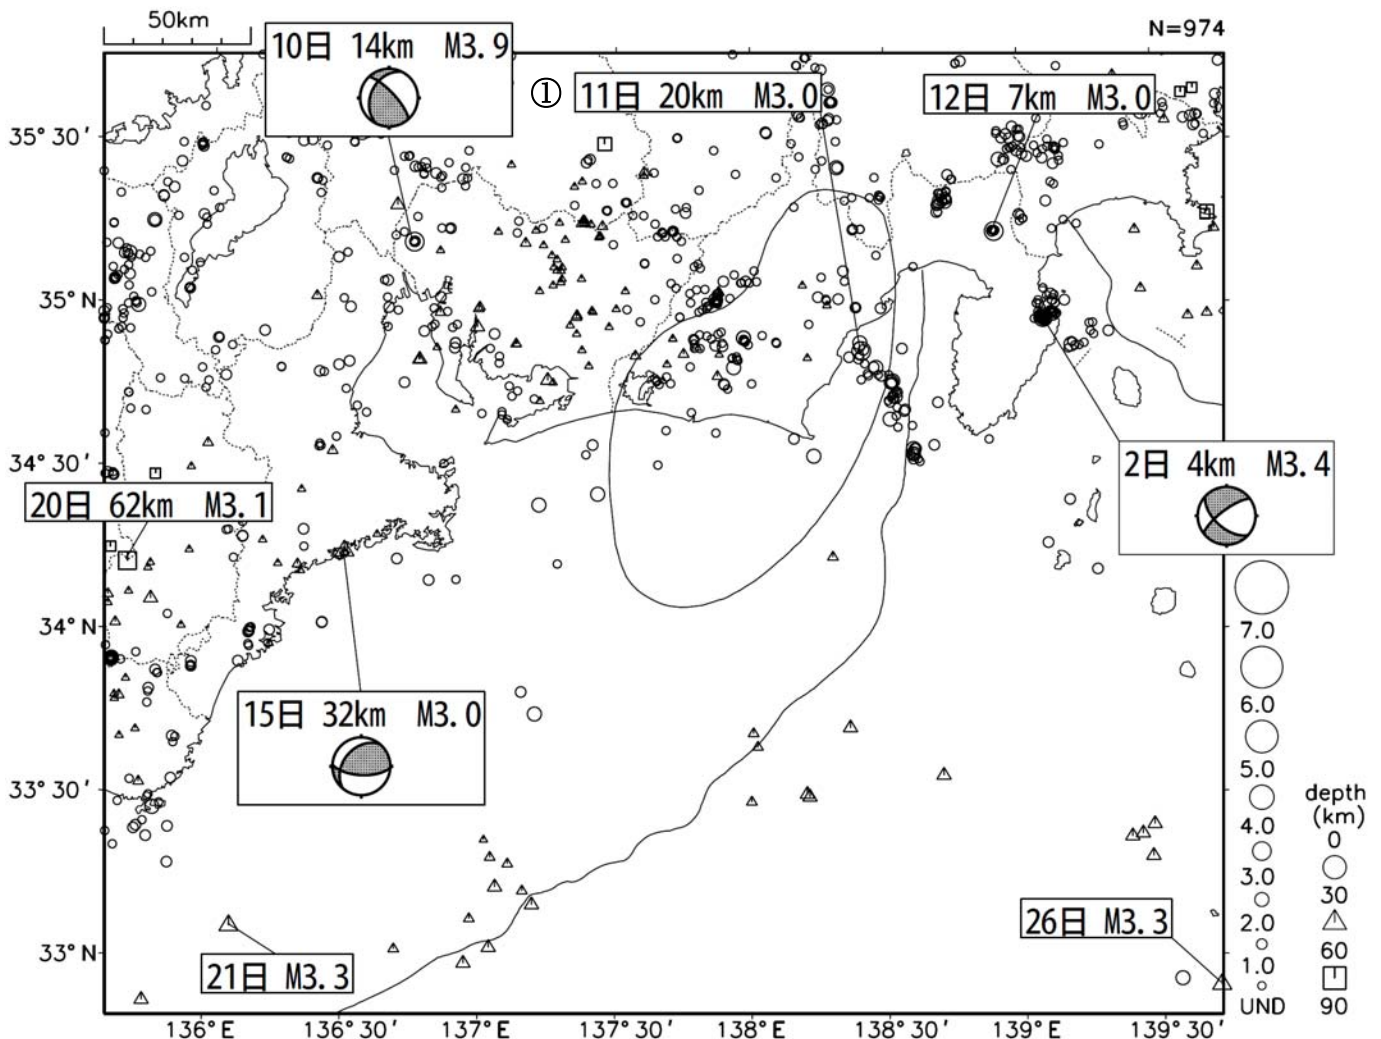 50km
N=974
10日 14km M3.9
① 11日 20km M3.0
12日 7km M3.0
35°30′
35°N
34°30′
2日 4km M3.4
20日 62km M3.1
34°N
15日 32km M3.0
33°30′
33°N
21日 M3.3
26日 M3.3
7.0
6.0
5.0
4.0
3.0
2.0
1.0
UND
depth
(km)
0
30
60
90
136°E 136°30′ 137°E 137°30′ 138°E 138°30′ 139°E 139°30′